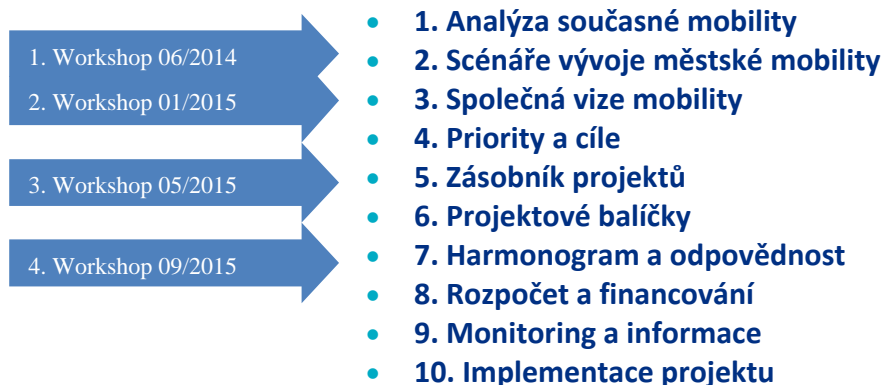 1. Workshop 06/2014
2. Workshop 01/2015
3. Workshop 05/2015
4. Workshop 09/2015
• 1. Analýza současné mobility
• 2. Scénáře vývoje městské mobility
• 3. Společná vize mobility
• 4. Priority a cíle
• 5. Zásobník projektů
• 6. Projektové balíčky
• 7. Harmonogram a odpovědnost
• 8. Rozpočet a financování
• 9. Monitoring a informace
• 10. Implementace projektu